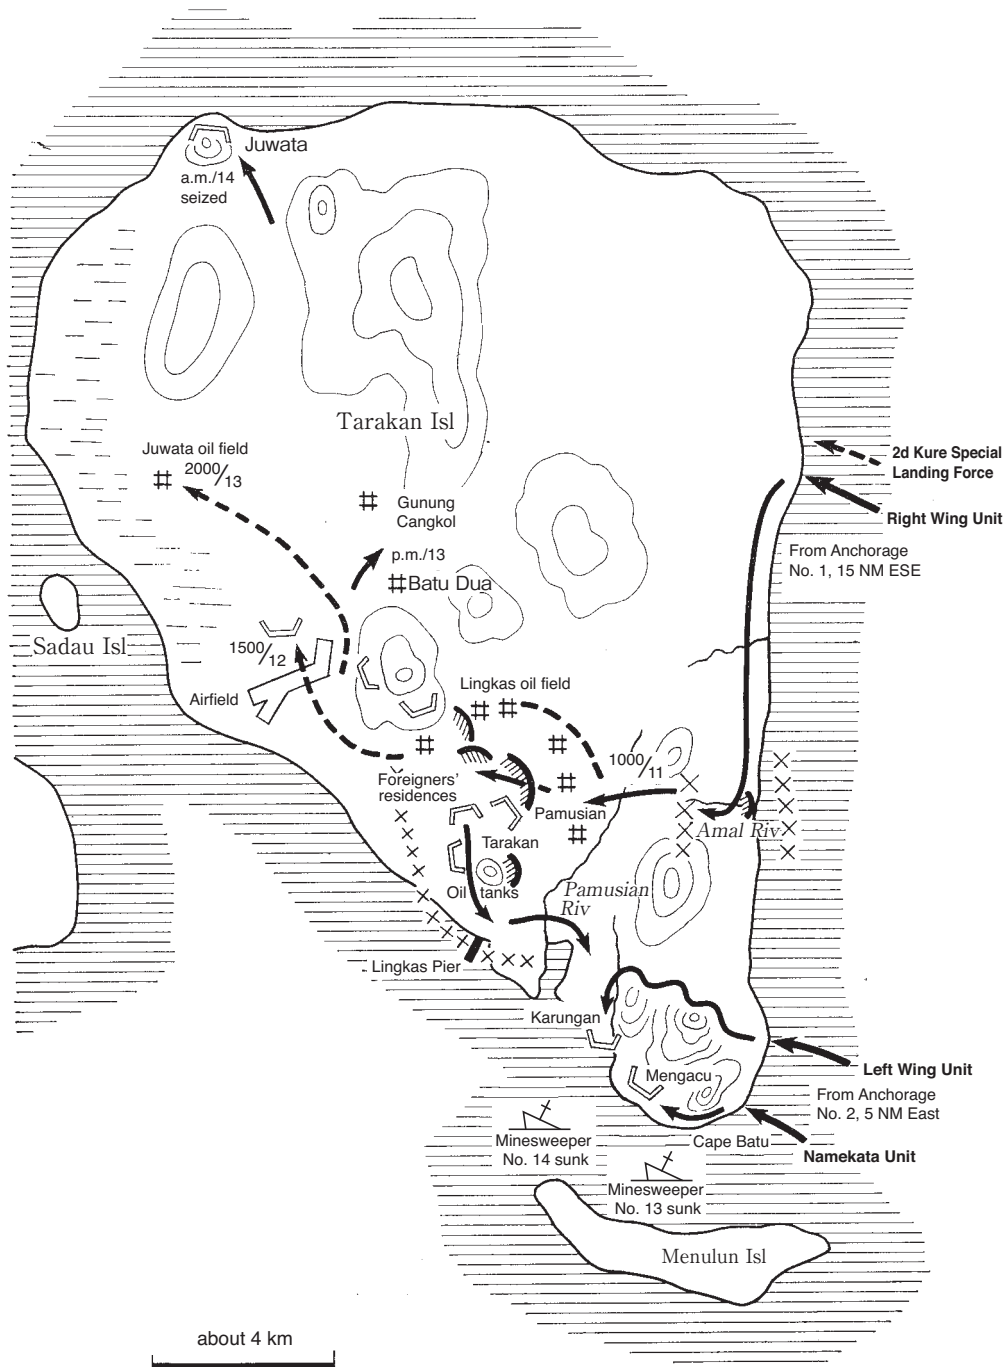 Juwata
a.m./14
seized
Tarakan Isl
Juwata oil field
2000/13
Gunung
Cangkol
2d Kure Special
Landing Force
Right Wing Unit
From Anchorage
No. 1, 15 NM ESE
p.m./13
Batu Dua
Sadau Isl
1500/12
Airfield
Lingkas oil field
1000/11
Foreigners'
residences
Pamusian
Amal Riv
Tarakan
Oil tanks
Pamusian
Riv
Lingkas Pier
Karungan
Mengacu
Left Wing Unit
From Anchorage
No. 2, 5 NM East
Cape Batu
Namekata Unit
Minesweeper
No. 14 sunk
Minesweeper
No. 13 sunk
Menulun Isl
about 4 km